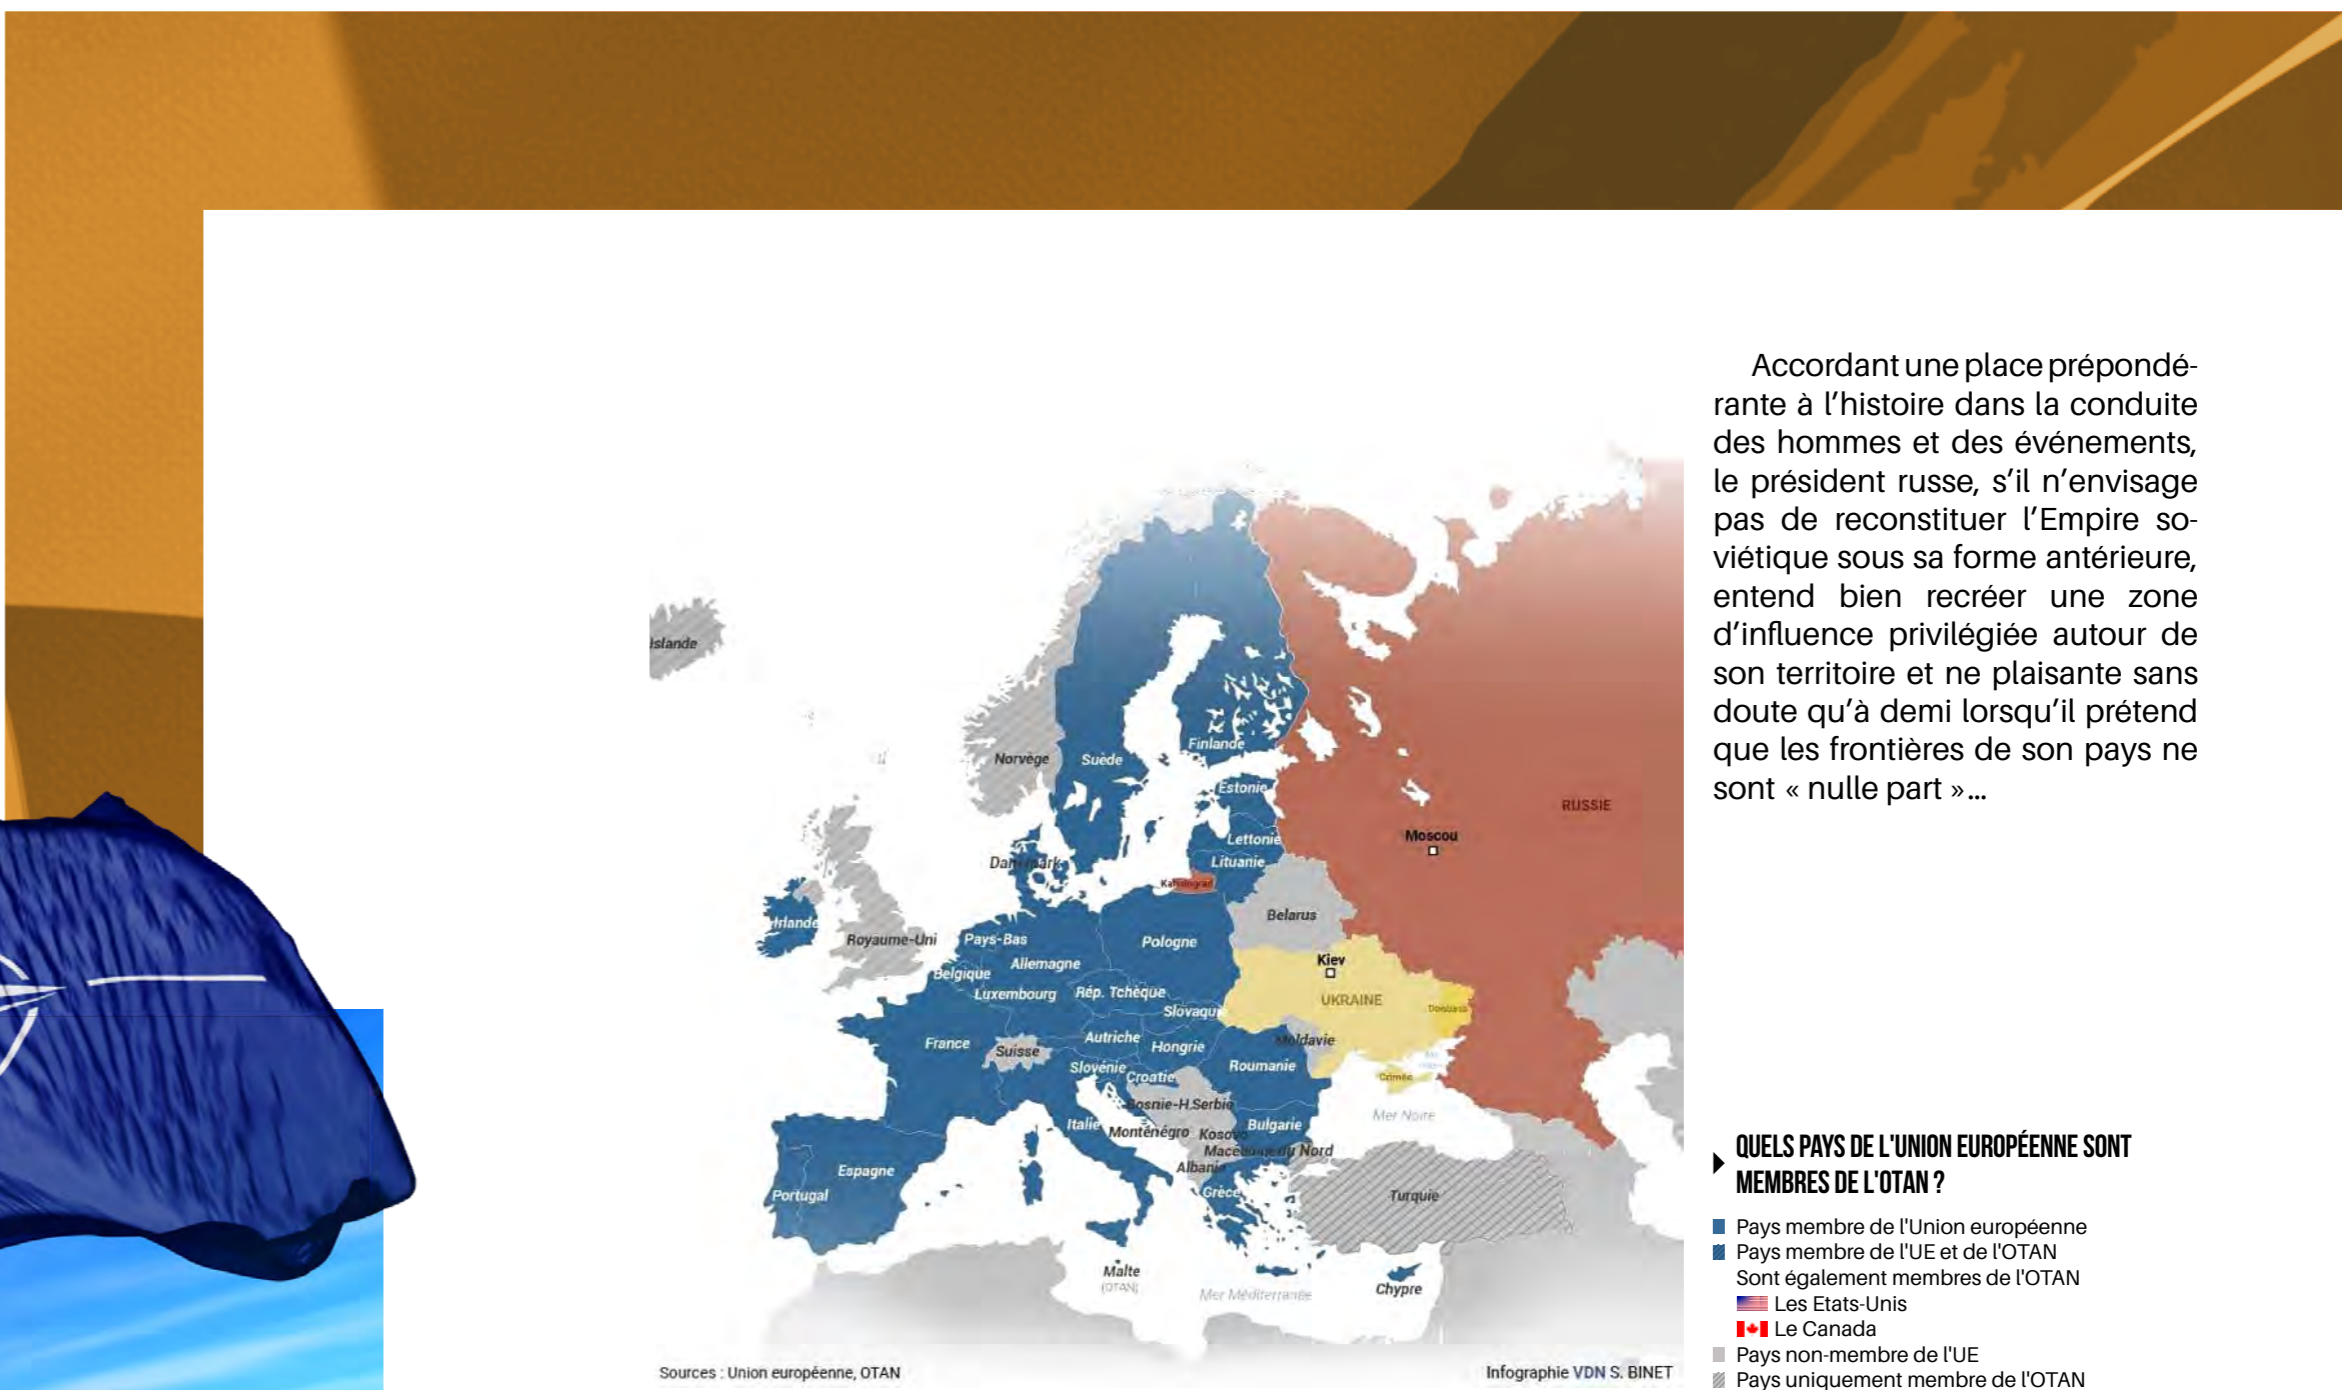 Accordant une place prépondé-
rante à l’histoire dans la conduite
des hommes et des événements,
le président russe, s’il n’envisage
pas de reconstituer l’Empire so-
viétique sous sa forme antérieure,
entend bien recréer une zone
d’influence privilégiée autour de
son territoire et ne plaisante sans
doute qu’à demi lorsqu’il prétend
que les frontières de son pays ne
sont « nulle part »...
Islande
Norvège
Suède
Finlande
Estonie
RUSSIE
Moscou
Lettonie
Lituanie
Danemark
Kaliningrad
Irlande
Royaume-Uni
Pays-Bas
Pologne
Belarus
Belgique
Allemagne
Kiev
Luxembourg
Rép. Tchèque
UKRAINE
Donbass
Slovaquie
France
Suisse
Autriche
Hongrie
Moldavie
Slovénie
Croatie
Roumanie
Crimée
Bosnie-H.
Serbie
Mer Noire
Italie
Monténégro
Kosovo
Bulgarie
Macédoine du Nord
Albanie
Espagne
Portugal
Grèce
Turquie
Malte
(OTAN)
Mer Méditerranée
Chypre
Sources : Union européenne, OTAN
Infographie VDN S. BINET
QUELS PAYS DE L'UNION EUROPÉENNE SONT
MEMBRES DE L'OTAN ?
Pays membre de l'Union européenne
Pays membre de l'UE et de l'OTAN
Sont également membres de l'OTAN
Les Etats-Unis
Le Canada
Pays non-membre de l'UE
Pays uniquement membre de l'OTAN